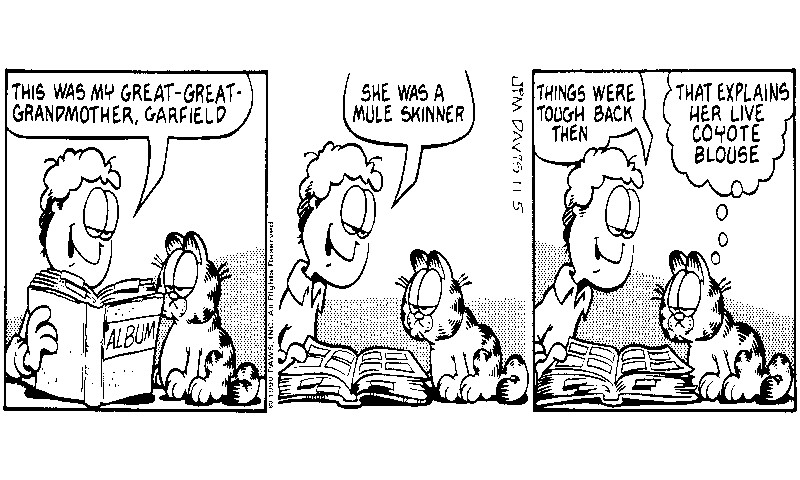 THIS WAS MY GREAT-GREAT-
GRANDMOTHER, GARFIELD
ALBUM
SHE WAS A
MULE SKINNER
JIM DAVIS 11 5
THINGS WERE
TOUGH BACK
THEN
THAT EXPLAINS
HER LIVE
COYOTE
BLOUSE